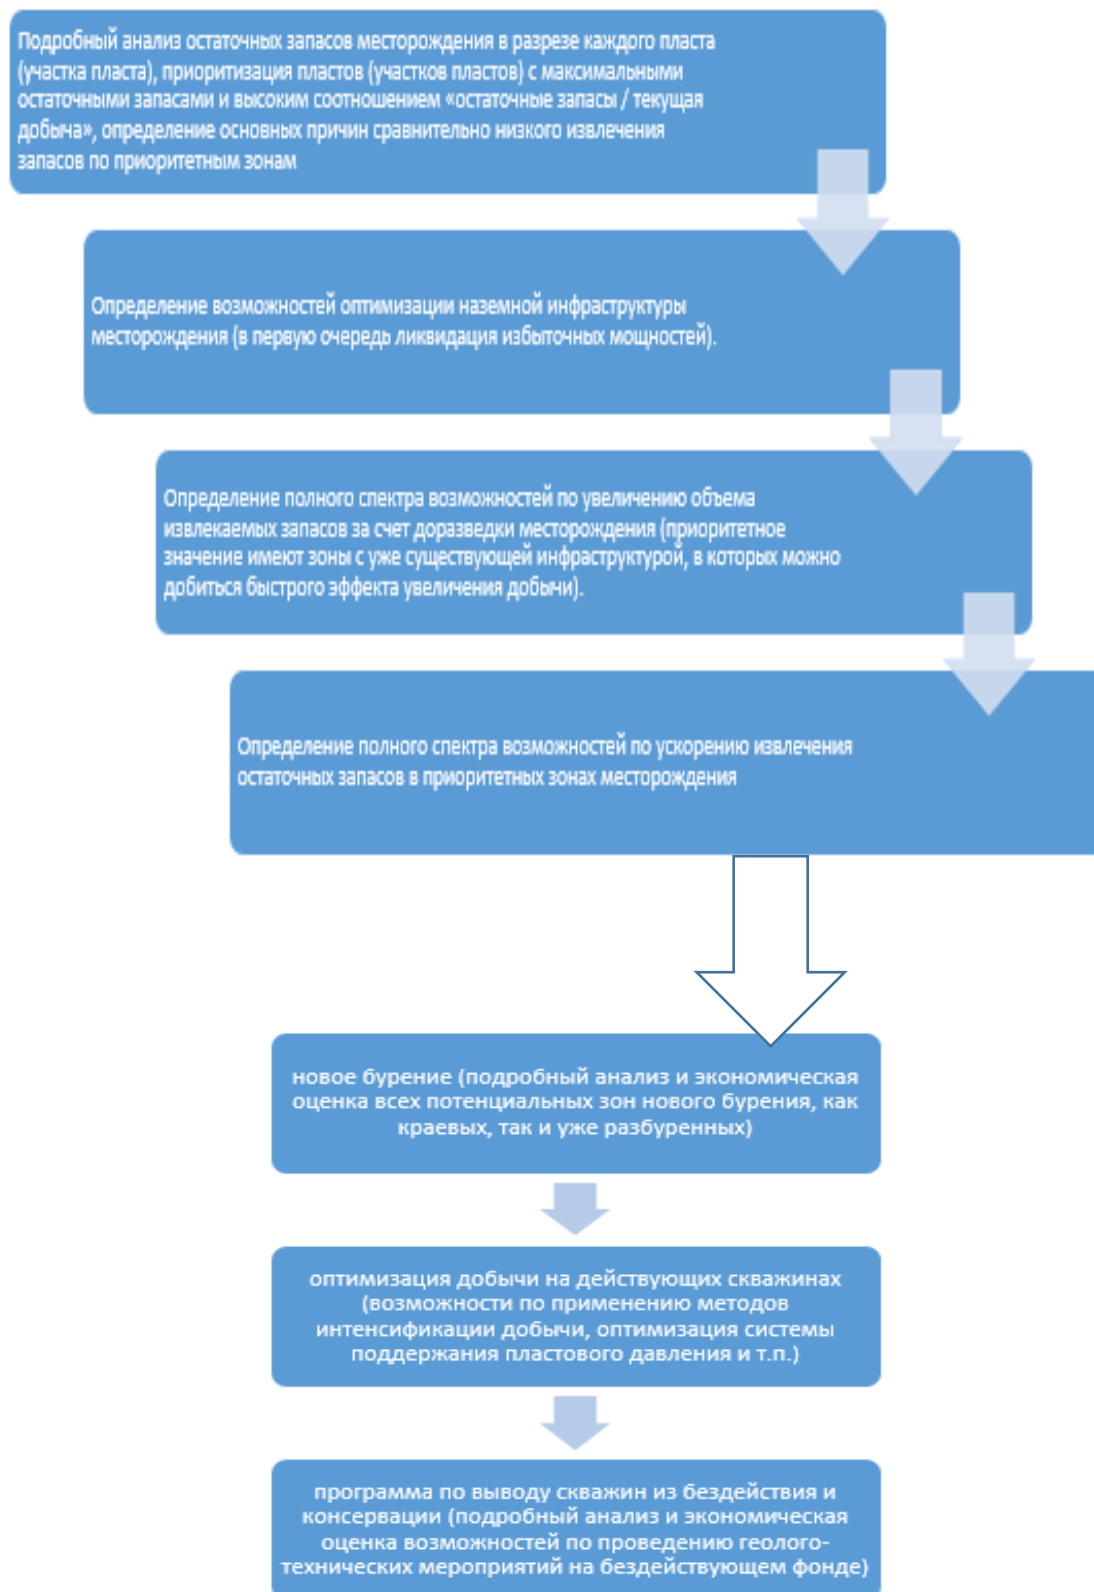 Подробный анализ остаточных запасов месторождения в разрезе каждого пласта
(участка пласта), приоритизация пластов (участков пластов) с максимальными
остаточными запасами и высоким соотношением «остаточные запасы / текущая
добыча», определение основных причин сравнительно низкого извлечения
запасов по приоритетным зонам
Определение возможностей оптимизации наземной инфраструктуры
месторождения (в первую очередь ликвидация избыточных мощностей).
Определение полного спектра возможностей по увеличению объема
извлекаемых запасов за счет доразведки месторождения (приоритетное
значение имеют зоны с уже существующей инфраструктурой, в которых можно
добиться быстрого эффекта увеличения добычи).
Определение полного спектра возможностей по ускорению извлечения
остаточных запасов в приоритетных зонах месторождения
новое бурение (подробный анализ и экономическая
оценка всех потенциальных зон нового бурения, как
краевых, так и уже разбуренных)
оптимизация добычи на действующих скважинах
(возможности по применению методов
интенсификации добычи, оптимизация системы
поддержания пластового давления и т.п.)
программа по выводу скважин из бездействия и
консервации (подробный анализ и экономическая
оценка возможностей по проведению геолого-
технических мероприятий на бездействующем фонде)